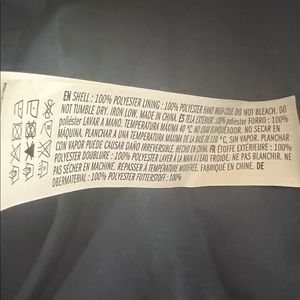 EN SHELL : 100% POLYESTER LINING : 100% POLYESTER HAND WASH COLD. DO NOT BLEACH. DO
NOT TUMBLE DRY. IRON LOW. MADE IN CHINA. ES TELA EXTERIOR: 100% poliéster FORRO : 100%
poliéster LAVAR A MANO. TEMPERATURA MÁXIMA 40 °C. NO USAR BLANQUEADOR. NO SECAR EN
MÁQUINA. PLANCHAR A UNA TEMPERATURA MÁXIMA DE LA BASE DE 110 °C, SIN VAPOR. PLANCHAR
CON VAPOR PUEDE CAUSAR DAÑO IRREVERSIBLE. HECHO EN CHINA. FR ÉTOFFE EXTÉRIEURE : 100%
POLYESTER DOUBLURE : 100% POLYESTER LAVER À LA MAIN À L'EAU FROIDE. NE PAS BLANCHIR. NE
PAS SÉCHER EN MACHINE. REPASSER À TEMPÉRATURE MODÉRÉE. FABRIQUÉ EN CHINE. DE
OBERMATERIAL : 100% POLYESTER FUTTERSTOFF : 100%